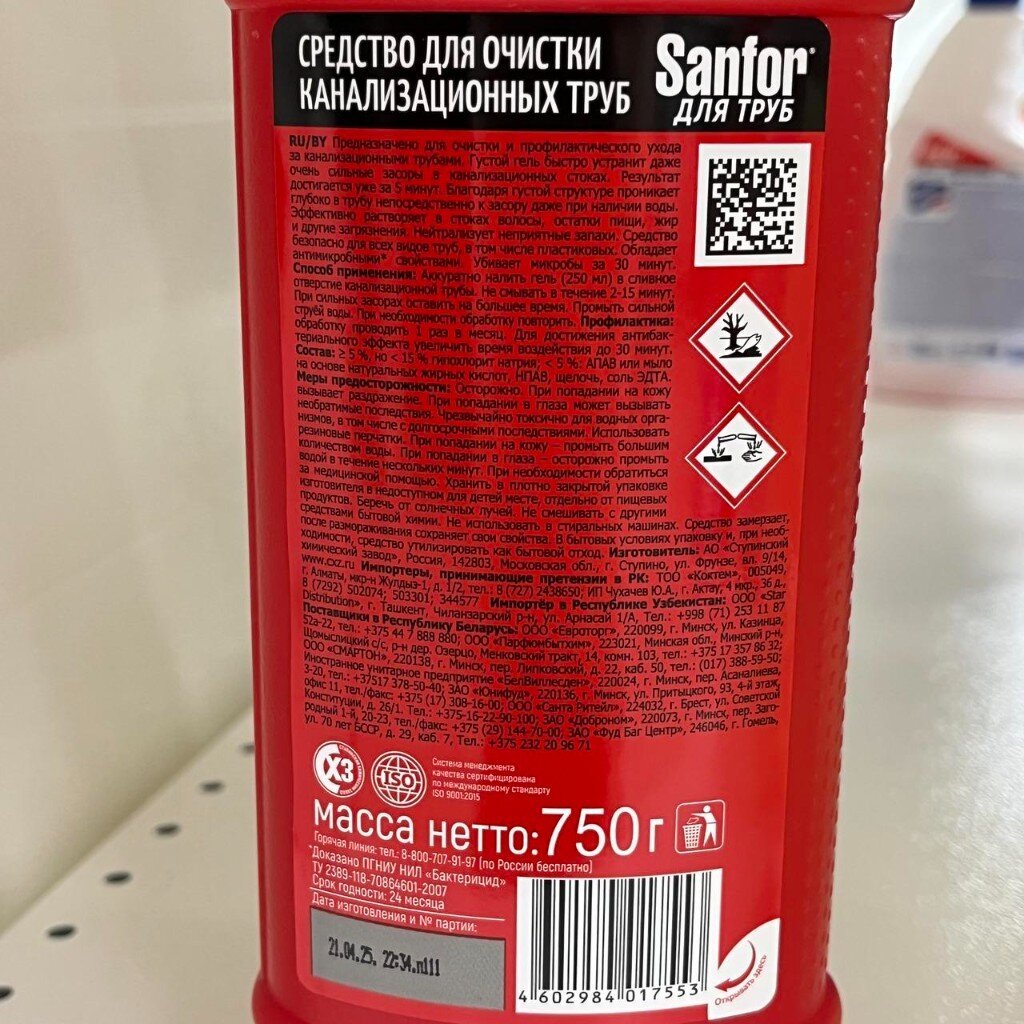 СРЕДСТВО ДЛЯ ОЧИСТКИ
КАНАЛИЗАЦИОННЫХ ТРУБ
Sanfor®
ДЛЯ ТРУБ
RU/BY Предназначено для очистки и профилактического ухода
за канализационными трубами. Густой гель быстро устранит даже
очень сильные засоры в канализационных стоках. Результат
достигается уже за 5 минут. Благодаря густой структуре проникает
глубоко в трубу непосредственно к засору даже при наличии воды.
Эффективно растворяет в стоках волосы, остатки пищи, жир
и другие загрязнения. Нейтрализует неприятные запахи. Средство
безопасно для всех видов труб, в том числе пластиковых. Обладает
антимикробными* свойствами. Убивает микробы за 30 минут.
Способ применения: Аккуратно налить гель (250 мл) в сливное
отверстие канализационной трубы. Не смывать в течение 2-15 минут.
При сильных засорах оставить на большее время. Промыть сильной
струёй воды. При необходимости обработку повторить. Профилактика:
обработку проводить 1 раз в месяц. Для достижения антибак-
териального эффекта увеличить время воздействия до 30 минут.
Состав: ≥ 5 %, но < 15 % гипохлорит натрия; < 5 %: АПАВ или мыло
на основе натуральных жирных кислот, НПАВ, щелочь, соль ЭДТА.
Меры предосторожности: Осторожно. При попадании на кожу
вызывает раздражение. При попадании в глаза может вызывать
необратимые последствия. Чрезвычайно токсично для водных орга-
низмов, в том числе с долгосрочными последствиями. Использовать
резиновые перчатки. При попадании на кожу – промыть большим
количеством воды. При попадании в глаза – осторожно промыть
водой в течение нескольких минут. При необходимости обратиться
за медицинской помощью. Хранить в плотно закрытой упаковке
изготовителя в недоступном для детей месте, отдельно от пищевых
продуктов. Беречь от солнечных лучей. Не смешивать с другими
средствами бытовой химии. Не использовать в стиральных машинах. Средство замерзает,
после размораживания сохраняет свои свойства. В бытовых условиях упаковку и, при необ-
ходимости, средство утилизировать как бытовой отход. Изготовитель: АО «Ступинский
химический завод», Россия, 142803, Московская обл., г. Ступино, ул. Фрунзе, вл. 9/14,
www.cxz.ru Импортеры, принимающие претензии в РК: ТОО «Коктем», 005049,
г. Алматы, мкр-н Жулдыз-1, д. 1/2, тел.: 8 (727) 2438650; ИП Чухачев Ю.А., г. Актау, 4 мкр., 36 д.,
8 (7292) 502074; 503301; 344577 Импортёр в Республике Узбекистан: ООО «Star
Distribution», г. Ташкент, Чиланзарский р-н, ул. Арнасай 1/А, Тел.: +998 (71) 253 11 87
Поставщики в Республику Беларусь: ООО «Евроторг», 220099, г. Минск, ул. Казинца,
52а-22, тел.: +375 44 7 888 880; ООО «Парфюмбытхим», 223021, Минская обл., Минский р-н,
Щомыслицкий с/с, р-н дер. Озерцо, Менковский тракт, 14, комн. 103, тел.: +375 17 357 86 32;
ООО «СМАРТОН», 220138, г. Минск, пер. Липковский, д. 22, каб. 50, тел.: (017) 388-59-50;
Иностранное унитарное предприятие «БелВиллесден», 220024, г. Минск, пер. Асаналиева,
3-20, тел.: +37517 378-50-40; ЗАО «Юнифуд», 220136, г. Минск, ул. Притыцкого, 93, 4-й этаж,
офис 11, тел./факс: +375 (17) 308-16-00; ООО «Санта Ритейл», 224032, г. Брест, ул. Советской
Конституции, д. 26/1. Тел.: +375-16-22-90-100; ЗАО «Доброном», 220073, г. Минск, пер. Заго-
родный 1-й, 20-23, тел./факс: +375 (29) 144-70-00; ЗАО «Фуд Баг Центр», 246046, г. Гомель,
ул. 70 лет БССР, д. 29, каб. 7, Тел.: +375 232 20 96 71
ХЗ
ISO
Система менеджмента
качества сертифицирована
по международному стандарту
ISO 9001:2015
масса нетто: 750 г
Горячая линия: тел.: 8-800-707-91-97 (по России бесплатно)
*Доказано ПГНИУ НИЛ «Бактерицид»
ТУ 2389-118-70864601-2007
Срок годности: 24 месяца
Дата изготовления и № партии:
21.04.25. 22:34.п111
4 602984 017553
Открывать здесь